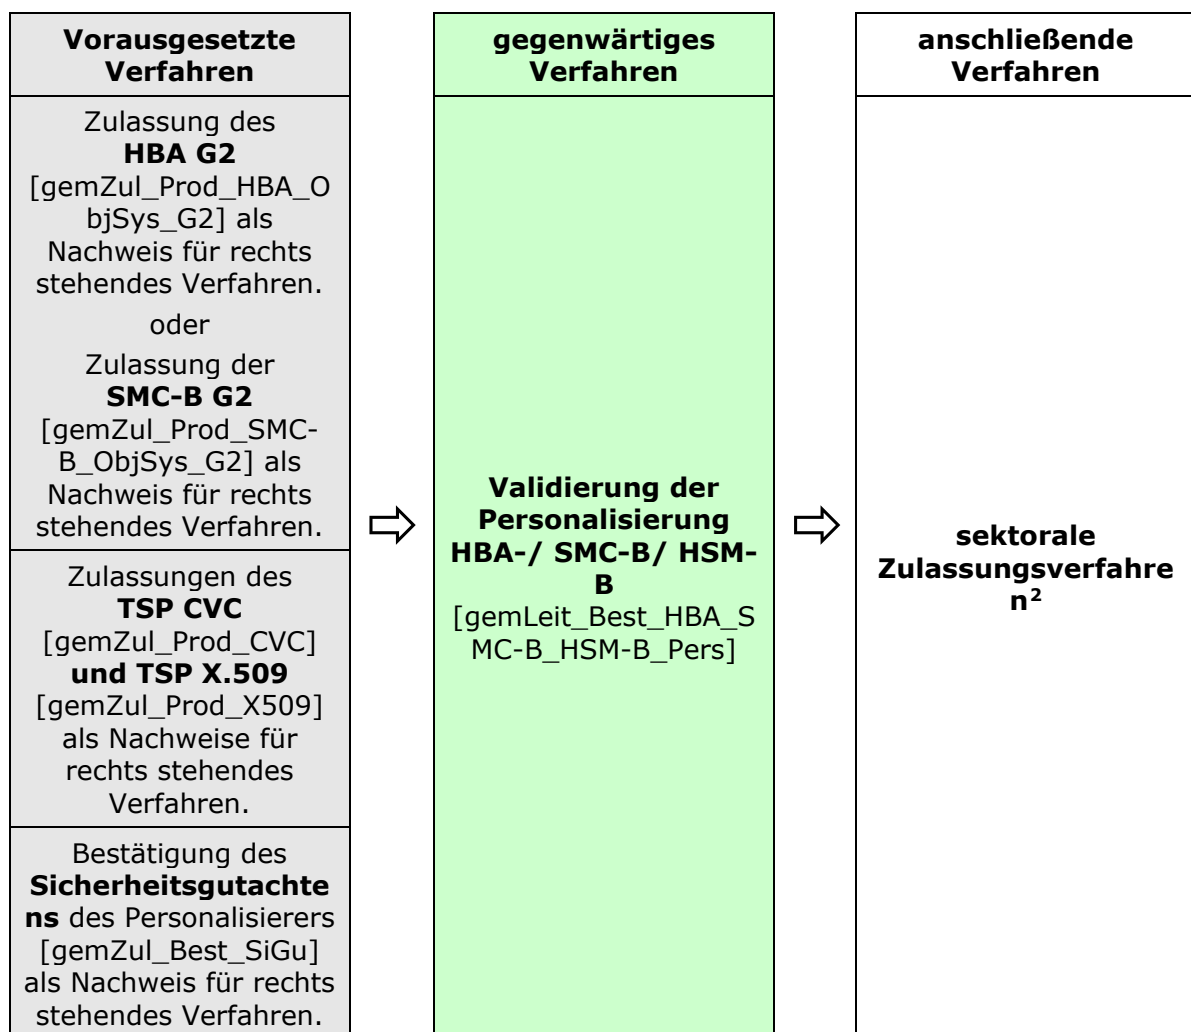 Vorausgesetzte
Verfahren
Zulassung des
HBA G2
[gemZul_Prod_HBA_O
bjSys_G2] als
Nachweis für rechts
stehendes Verfahren.
oder
Zulassung der
SMC-B G2
[gemZul_Prod_SMC-
B_ObjSys_G2] als
Nachweis für rechts
stehendes Verfahren.
Zulassungen des
TSP CVC
[gemZul_Prod_CVC]
und TSP X.509
[gemZul_Prod_X509]
als Nachweise für
rechts stehendes
Verfahren.
Bestätigung des
Sicherheitsgutachte
ns des Personalisierers
[gemZul_Best_SiGu]
als Nachweis für rechts
stehendes Verfahren.
gegenwärtiges
Verfahren
Validierung der
Personalisierung
HBA-/ SMC-B/ HSM-
B
[gemLeit_Best_HBA_S
MC-B_HSM-B_Pers]
anschließende
Verfahren
sektorale
Zulassungsverfahre
n²